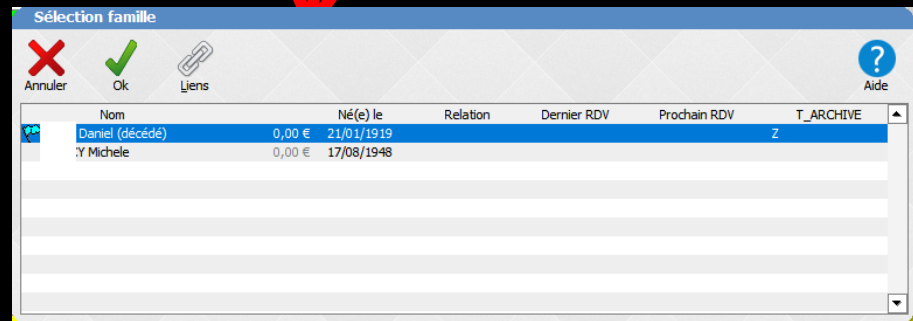 Sélection famille
Annuler Ok Liens Aide
Nom Né(e) le Relation Dernier RDV Prochain RDV T_ARCHIVE
Daniel (décédé) 0,00 € 21/01/1919 Z
Michele 0,00 € 17/08/1948